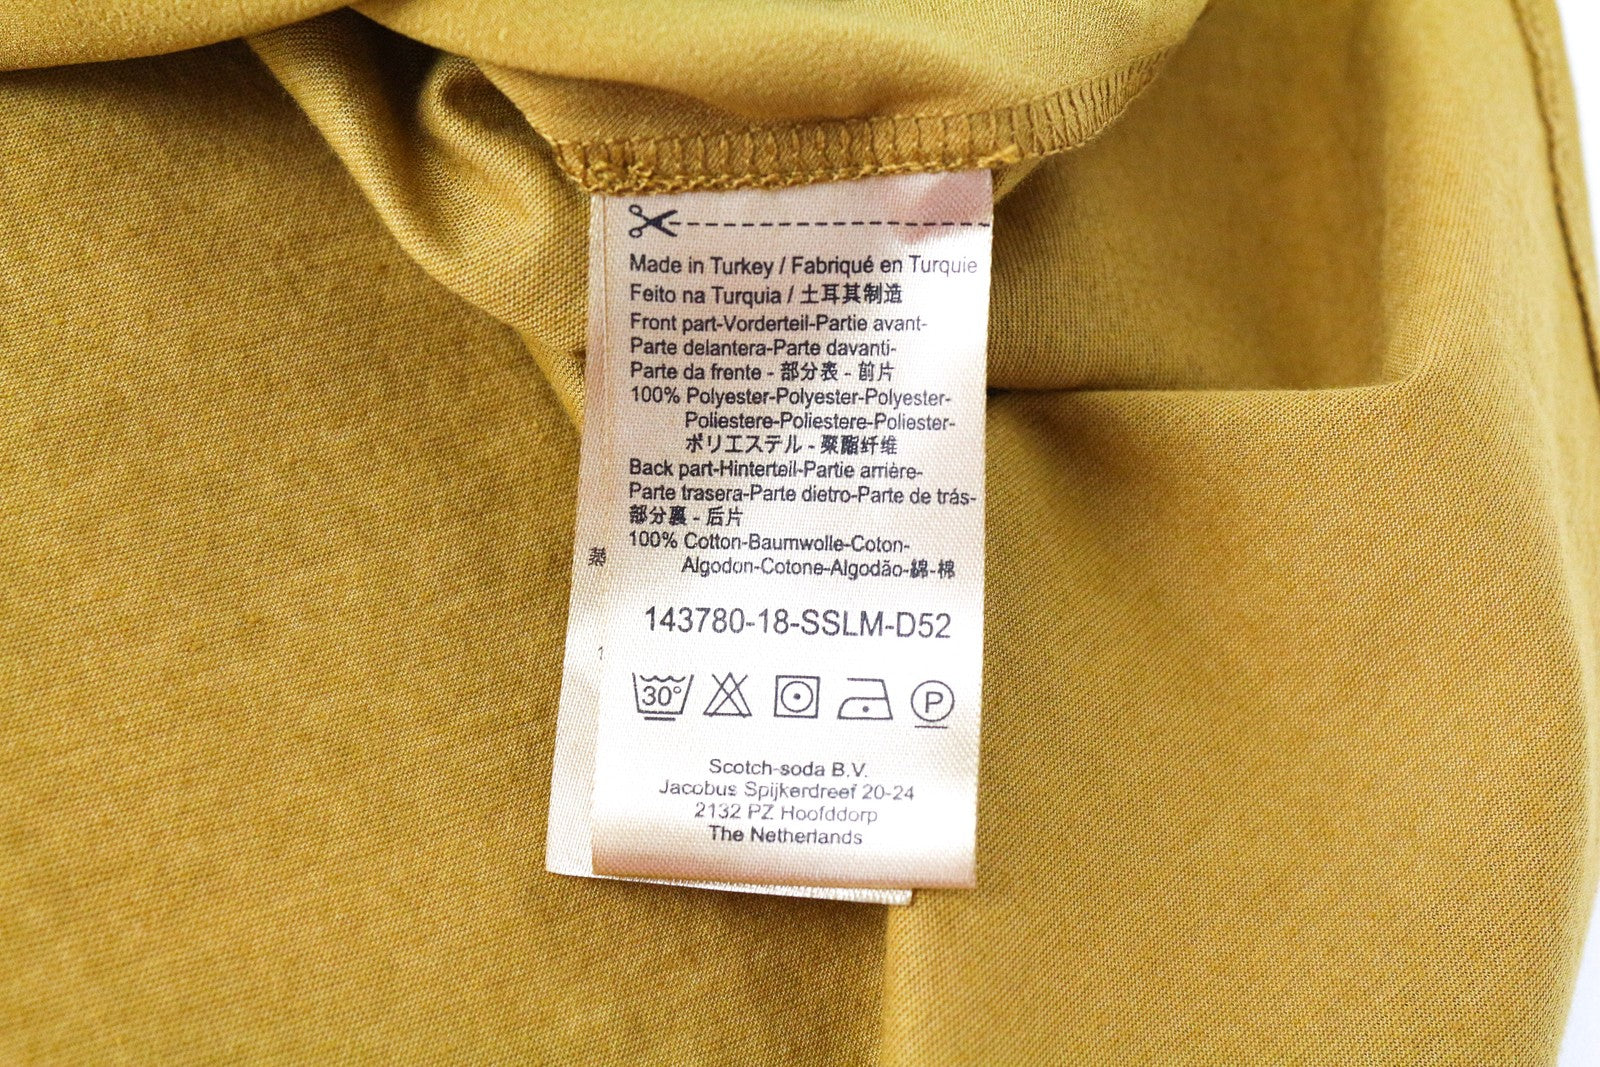 Made in Turkey / Fabriqué en Turquie
Feito na Turquia / 土耳其制造
Front part-Vorderteil-Partie avant-
Parte delantera-Parte davanti-
Parte da frente - 部分表 - 前片
100% Polyester-Polyester-Polyester-
Poliestere-Poliestere-Poliester-
ポリエステル - 聚酯纤维
Back part-Hinterteil-Partie arrière-
Parte trasera-Parte dietro-Parte de trás-
部分裏 - 后片
100% Cotton-Baumwolle-Coton-
Algodon-Cotone-Algodão-綿-棉
143780-18-SSLM-D52
30° P
Scotch-soda B.V.
Jacobus Spijkerdreef 20-24
2132 PZ Hoofddorp
The Netherlands